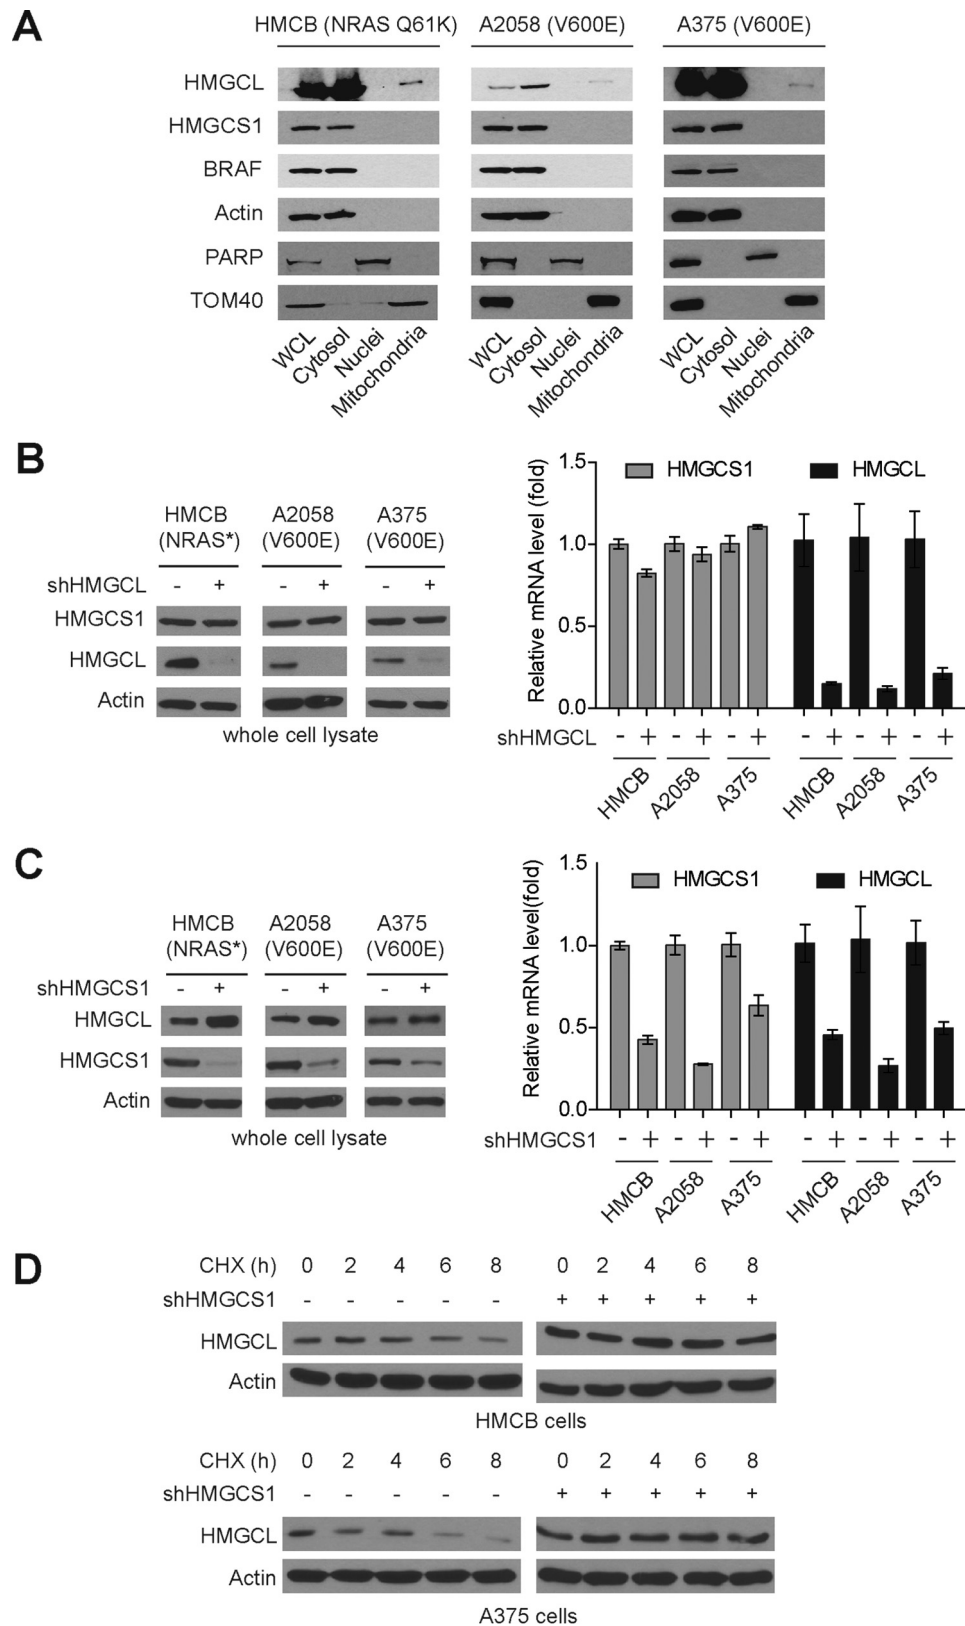 A
HMCB (NRAS Q61K) A2058 (V600E) A375 (V600E)
HMGCL
HMGCS1
BRAF
Actin
PARP
TOM40
WCL Cytosol Nuclei Mitochondria WCL Cytosol Nuclei Mitochondria WCL Cytosol Nuclei Mitochondria
B
HMCB (NRAS*) A2058 (V600E) A375 (V600E)
shHMGCL - + - + - +
HMGCS1
HMGCL
Actin
whole cell lysate
Relative mRNA level (fold)
1.5
1.0
0.5
0.0
HMGCS1 HMGCL
shHMGCL - + - + - + - + - + - +
HMCB A2058 A375 HMCB A2058 A375
C
HMCB (NRAS*) A2058 (V600E) A375 (V600E)
shHMGCS1 - + - + - +
HMGCL
HMGCS1
Actin
whole cell lysate
Relative mRNA level(fold)
1.5
1.0
0.5
0.0
HMGCS1 HMGCL
shHMGCS1 - + - + - + - + - + - +
HMCB A2058 A375 HMCB A2058 A375
D
CHX (h) 0 2 4 6 8 0 2 4 6 8
shHMGCS1 - - - - - + + + + +
HMGCL
Actin
HMCB cells
CHX (h) 0 2 4 6 8 0 2 4 6 8
shHMGCS1 - - - - - + + + + +
HMGCL
Actin
A375 cells